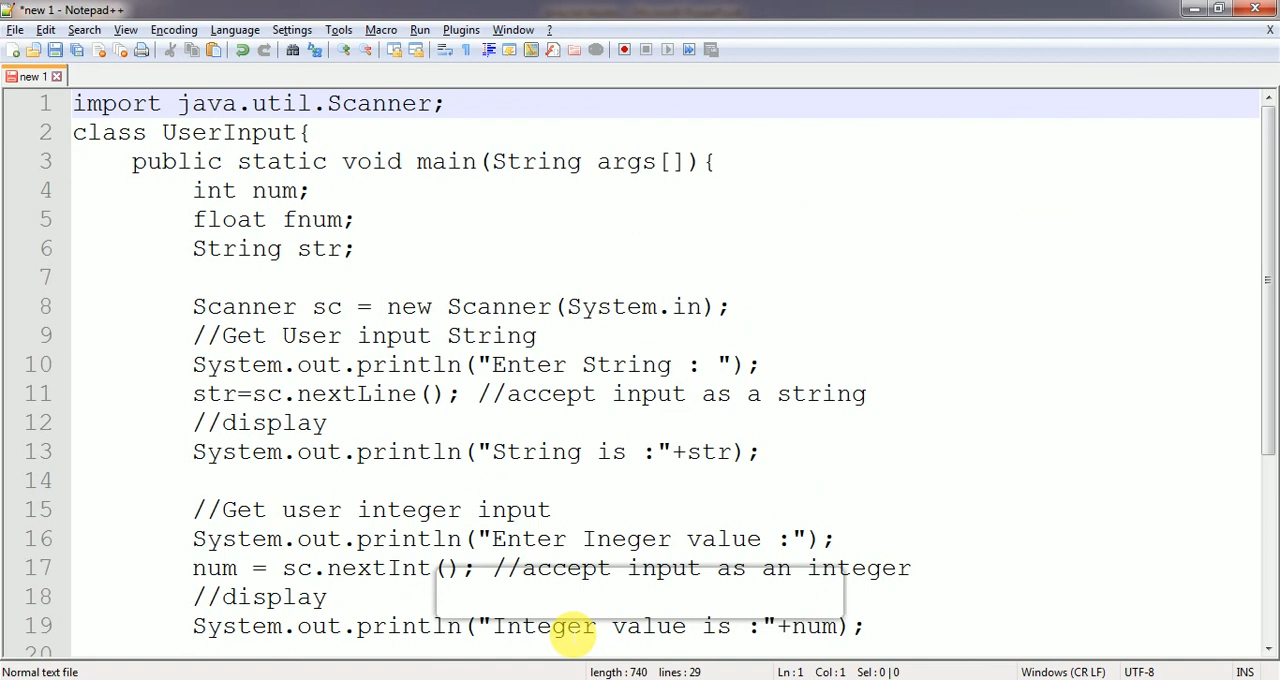 *new 1 - Notepad++
File Edit Search View Encoding Language Settings Tools Macro Run Plugins Window ? X
new 1
1 import java.util.Scanner;
2 class UserInput{
3 public static void main(String args[]){
4 int num;
5 float fnum;
6 String str;
7
8 Scanner sc = new Scanner(System.in);
9 //Get User input String
10 System.out.println("Enter String : ");
11 str=sc.nextLine(); //accept input as a string
12 //display
13 System.out.println("String is :"+str);
14
15 //Get user integer input
16 System.out.println("Enter Ineger value :");
17 num = sc.nextInt(); //accept input as an integer
18 //display
19 System.out.println("Integer value is :"+num);
20
Normal text file length : 740 lines : 29 Ln : 1 Col : 1 Sel : 0 | 0 Windows (CR LF) UTF-8 INS